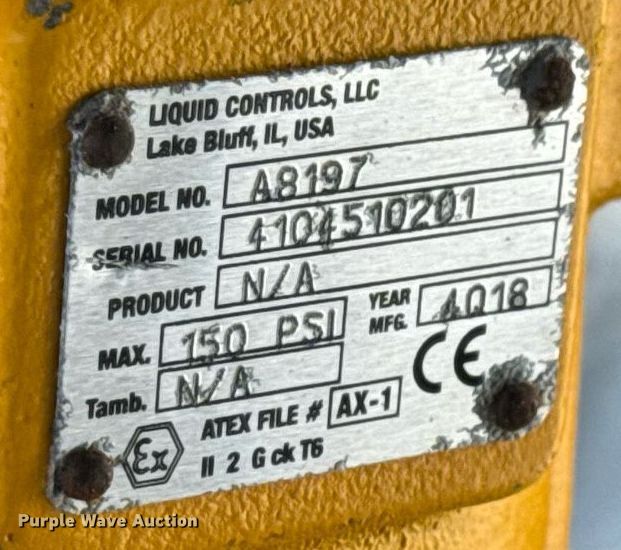 LIQUID CONTROLS, LLC
Lake Bluff, IL, USA
MODEL NO. A8197
SERIAL NO. 4104510201
PRODUCT N/A
MAX. 150 PSI YEAR MFG. 4Q18
Tamb. N/A CE
Ex ATEX FILE # AX-1
II 2 G ck T6
Purple Wave Auction